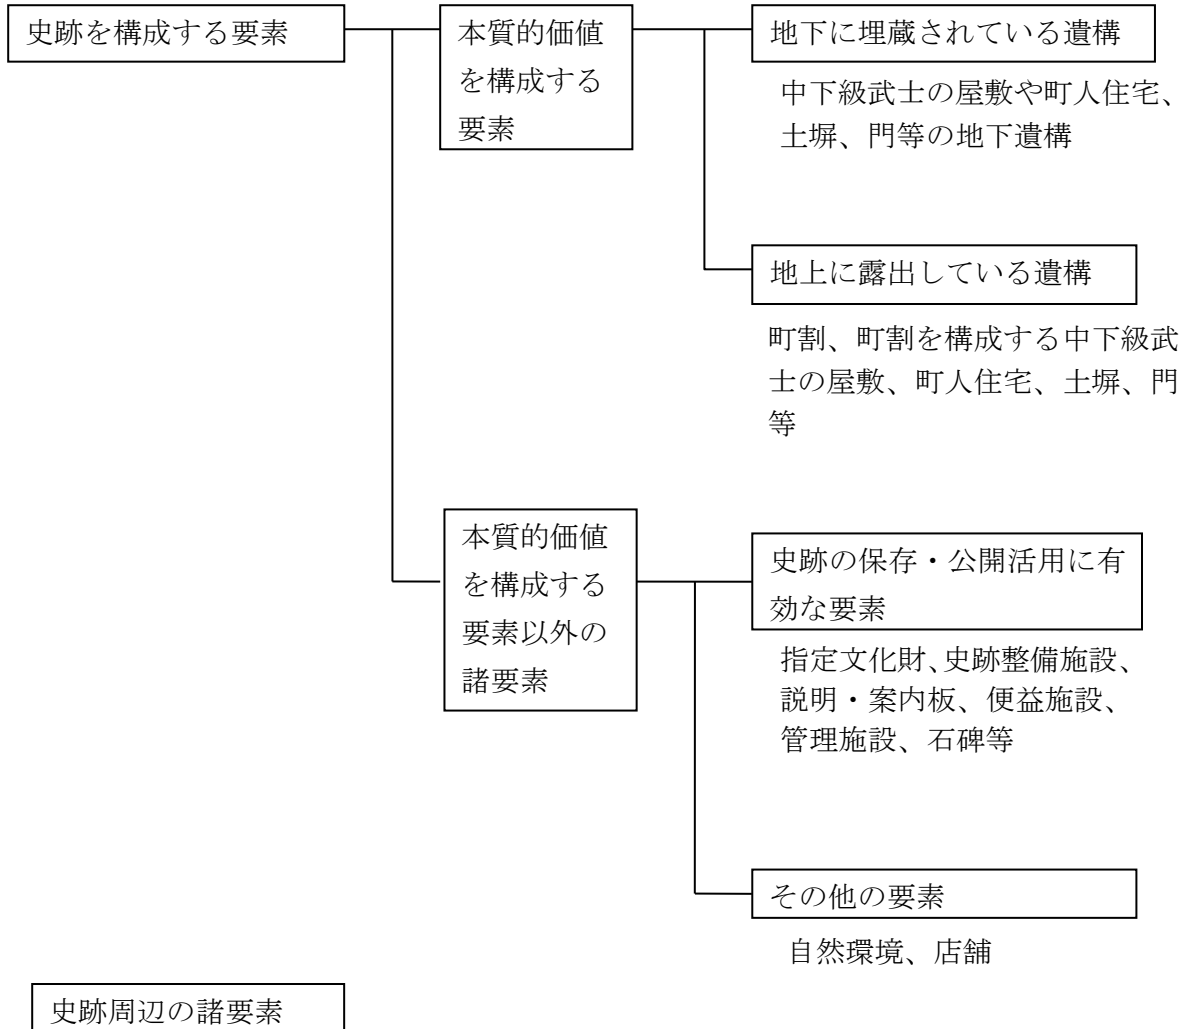 史跡を構成する要素
本質的価値
を構成する
要素
地下に埋蔵されている遺構
中下級武士の屋敷や町人住宅、
土塀、門等の地下遺構
地上に露出している遺構
町割、町割を構成する中下級武
士の屋敷、町人住宅、土塀、門
等
本質的価値
を構成する
要素以外の
諸要素
史跡の保存・公開活用に有
効な要素
指定文化財、史跡整備施設、
説明・案内板、便益施設、
管理施設、石碑等
その他の要素
自然環境、店舗
史跡周辺の諸要素